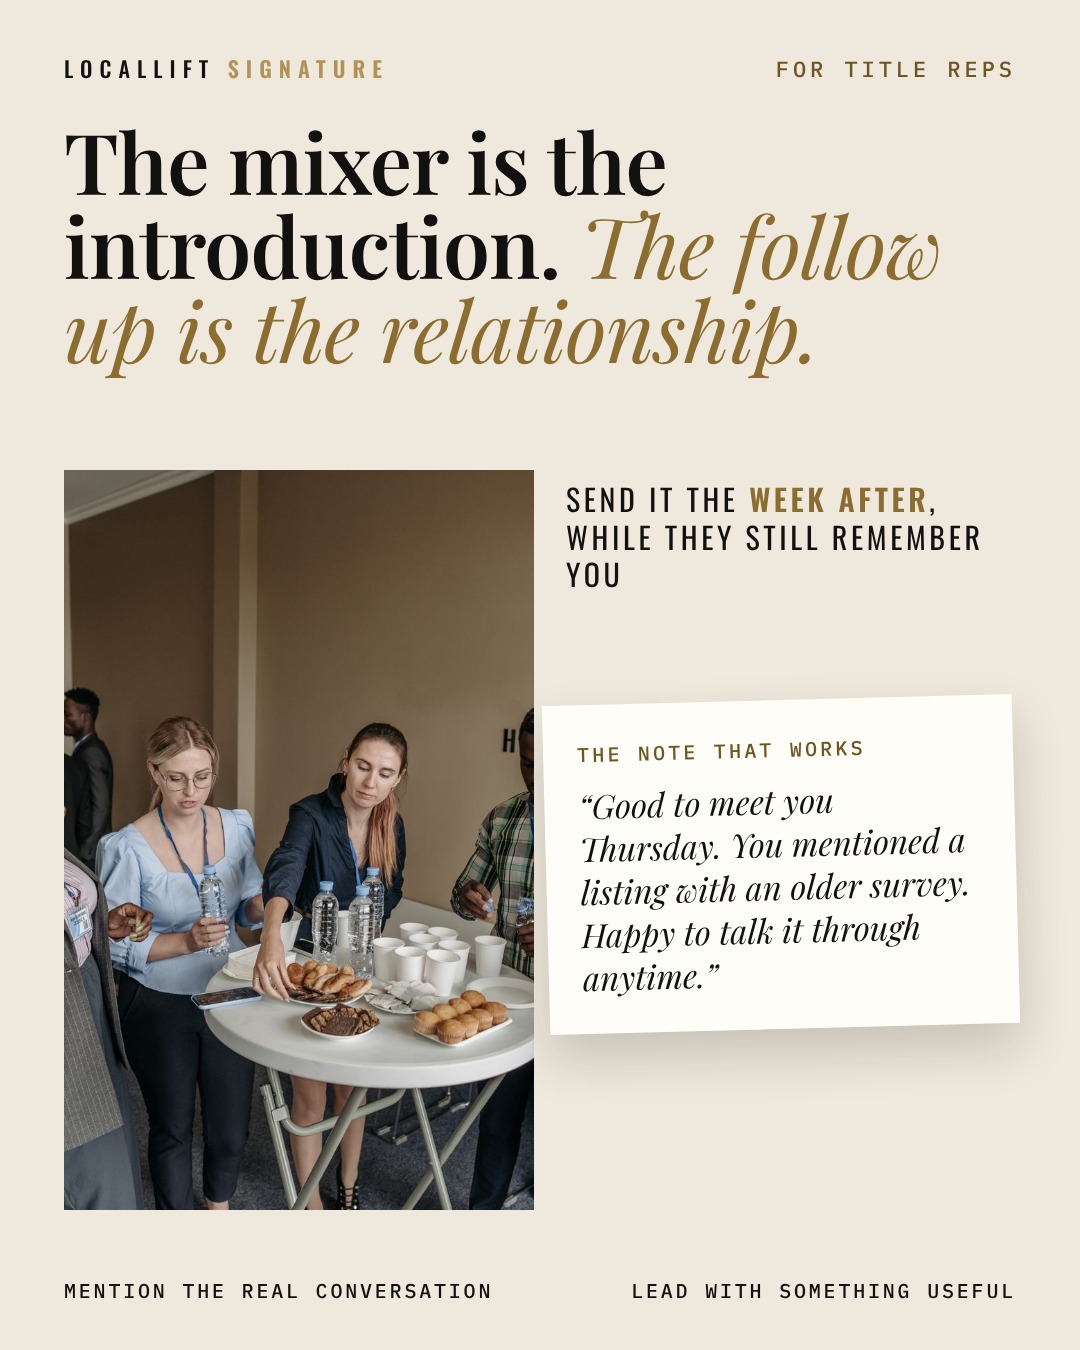 LOCALLIFT SIGNATURE
FOR TITLE REPS
The mixer is the
introduction. The follow
up is the relationship.
SEND IT THE WEEK AFTER,
WHILE THEY STILL REMEMBER
YOU
H
THE NOTE THAT WORKS
“Good to meet you
Thursday. You mentioned a
listing with an older survey.
Happy to talk it through
anytime.”
MENTION THE REAL CONVERSATION
LEAD WITH SOMETHING USEFUL